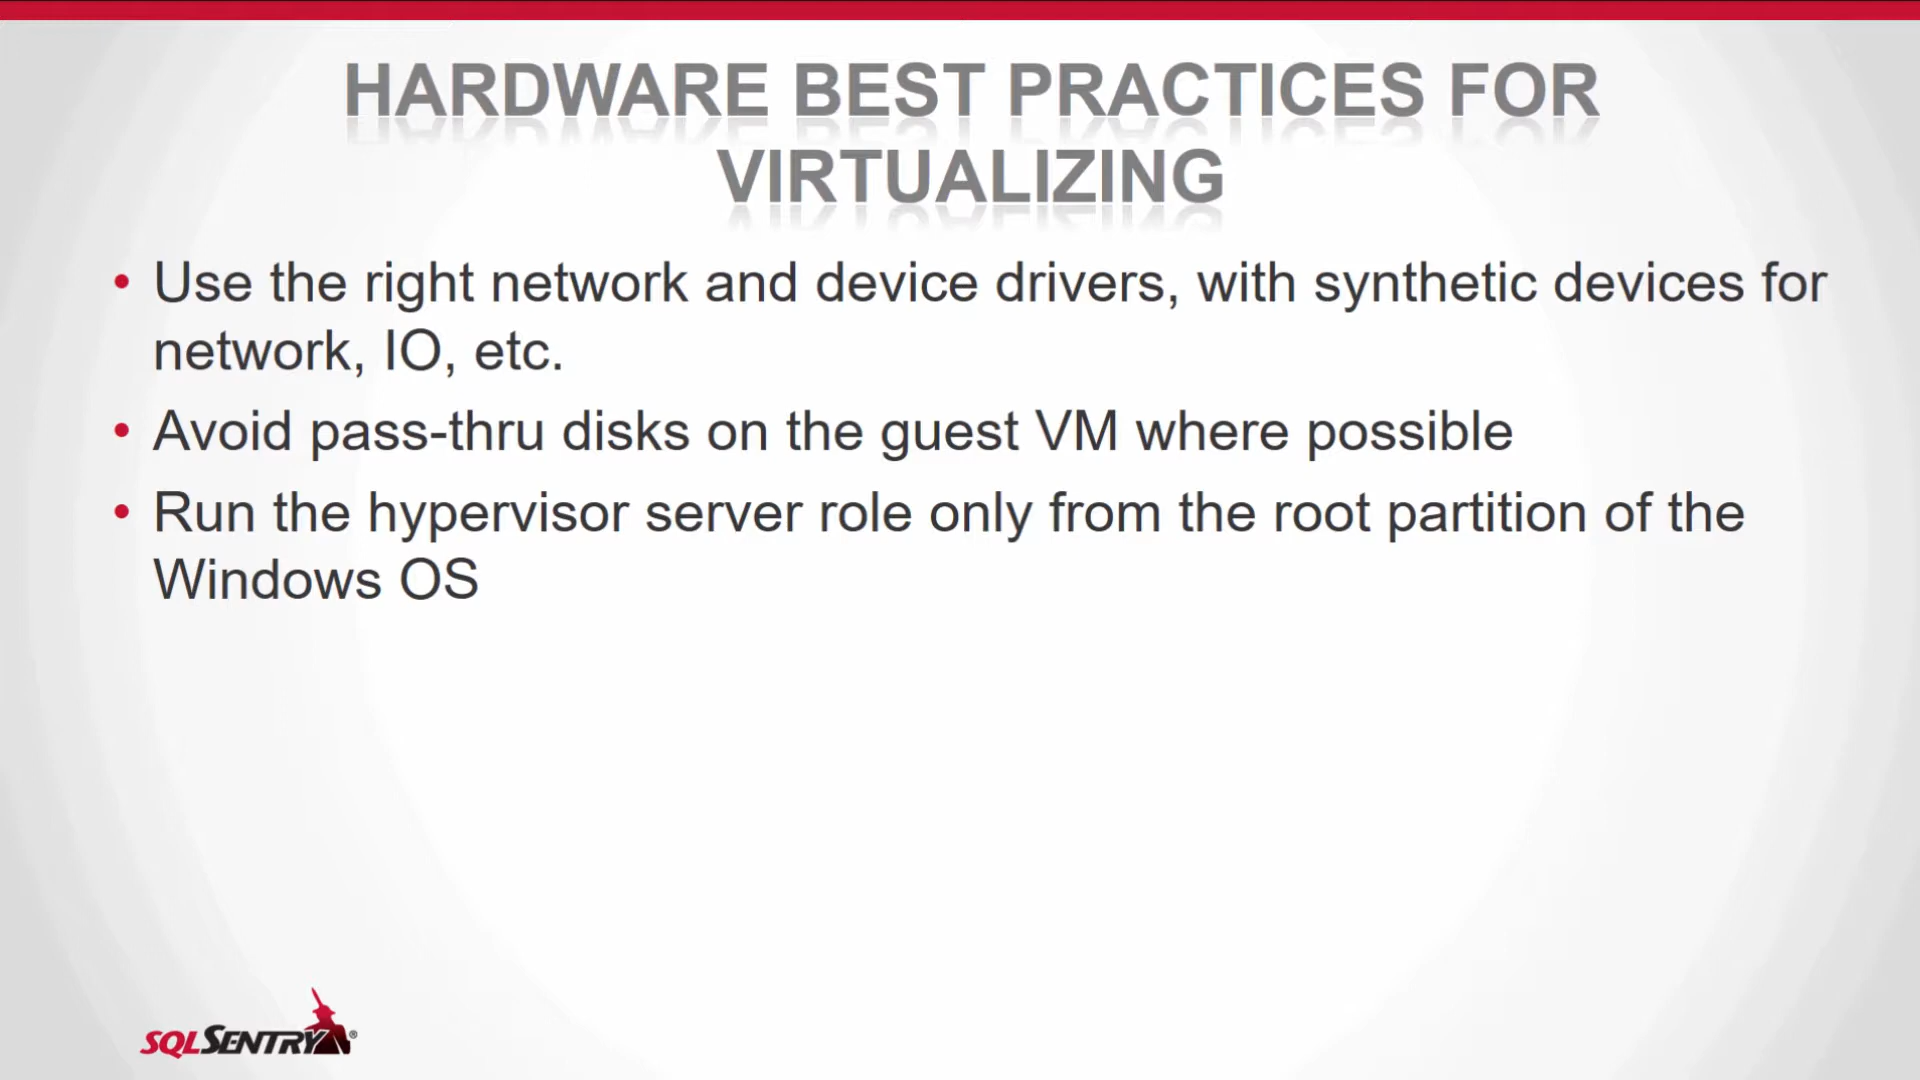 HARDWARE BEST PRACTICES FOR
VIRTUALIZING
• Use the right network and device drivers, with synthetic devices for
network, IO, etc.
• Avoid pass-thru disks on the guest VM where possible
• Run the hypervisor server role only from the root partition of the
Windows OS
SQLSENTRY®